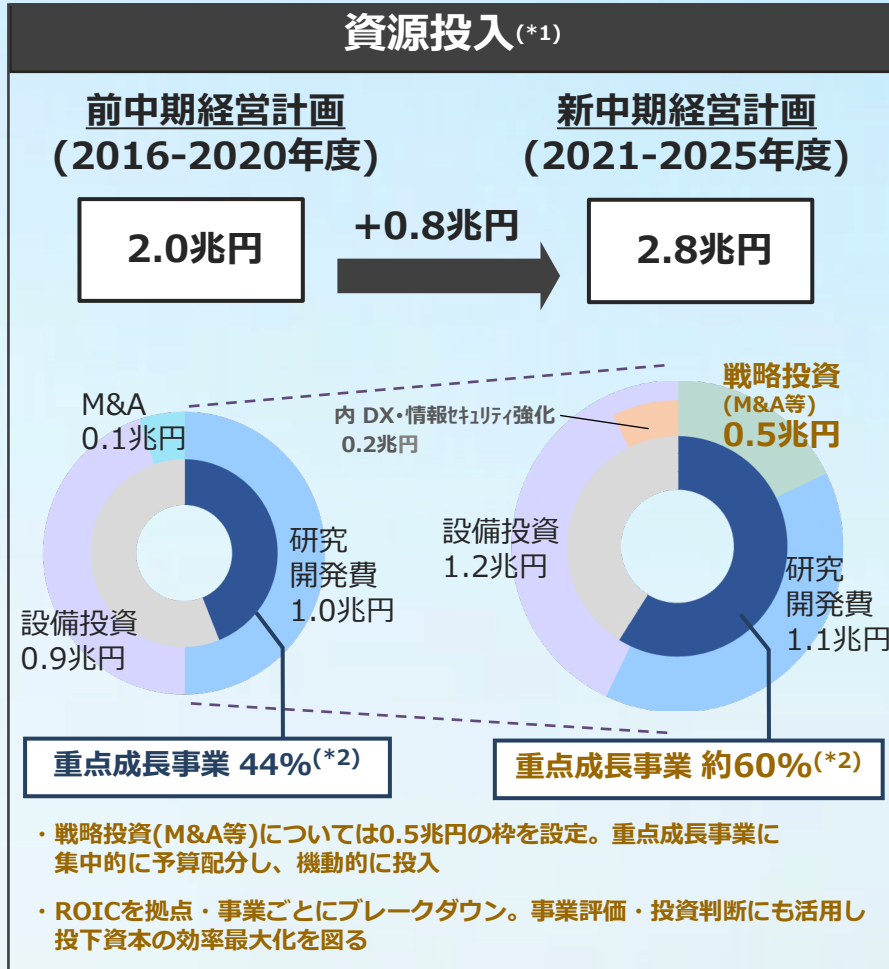 資源投入(*1)
前中期経営計画
(2016-2020年度)
新中期経営計画
(2021-2025年度)
2.0兆円
+0.8兆円
2.8兆円
M&A
0.1兆円
研究
開発費
1.0兆円
設備投資
0.9兆円
重点成長事業 44%(*2)
戦略投資
(M&A等)
0.5兆円
内 DX・情報ｾｷｭﾘﾃｨ強化
0.2兆円
設備投資
1.2兆円
研究
開発費
1.1兆円
重点成長事業 約60%(*2)
・戦略投資(M&A等)については0.5兆円の枠を設定。重点成長事業に
集中的に予算配分し、機動的に投入
・ROICを拠点・事業ごとにブレークダウン。事業評価・投資判断にも活用し
投下資本の効率最大化を図る